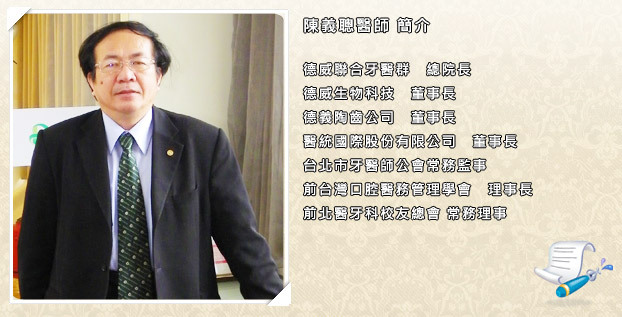 陳義聰醫師 簡介
德威聯合牙醫群　總院長
德威生物科技　董事長
德義陶齒公司　董事長
醫統國際股份有限公司　董事長
台北市牙醫師公會常務監事
前台灣口腔醫務管理學會　理事長
前北醫牙科校友總會 常務理事